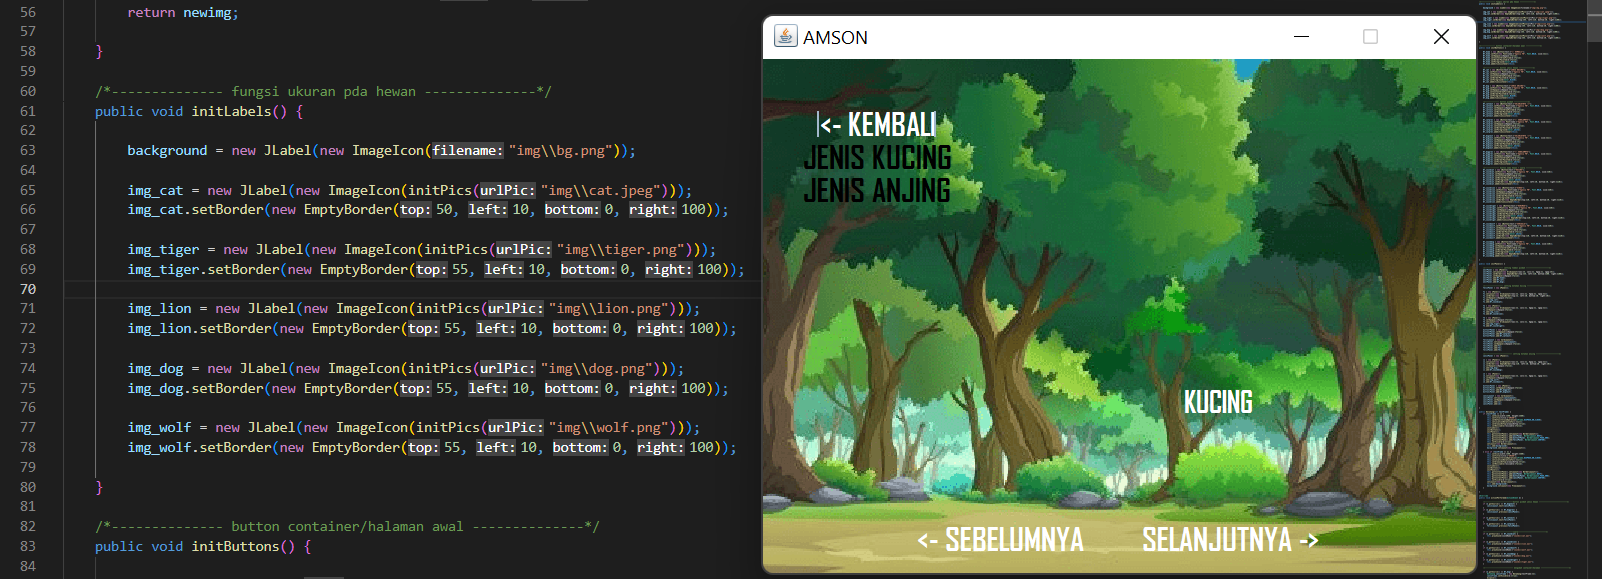 56 return newimg;
57
58 }
59
60 /*-------------- fungsi ukuran pda hewan --------------*/
61 public void initLabels() {
62
63 background = new JLabel(new ImageIcon(filename: "img\\bg.png"));
64
65 img_cat = new JLabel(new ImageIcon(initPics(urlPic: "img\\cat.jpeg")));
66 img_cat.setBorder(new EmptyBorder(top: 50, left: 10, bottom: 0, right: 100));
67
68 img_tiger = new JLabel(new ImageIcon(initPics(urlPic: "img\\tiger.png")));
69 img_tiger.setBorder(new EmptyBorder(top: 55, left: 10, bottom: 0, right: 100));
70
71 img_lion = new JLabel(new ImageIcon(initPics(urlPic: "img\\lion.png")));
72 img_lion.setBorder(new EmptyBorder(top: 55, left: 10, bottom: 0, right: 100));
73
74 img_dog = new JLabel(new ImageIcon(initPics(urlPic: "img\\dog.png")));
75 img_dog.setBorder(new EmptyBorder(top: 55, left: 10, bottom: 0, right: 100));
76
77 img_wolf = new JLabel(new ImageIcon(initPics(urlPic: "img\\wolf.png")));
78 img_wolf.setBorder(new EmptyBorder(top: 55, left: 10, bottom: 0, right: 100));
79
80 }
81
82 /*-------------- button container/halaman awal --------------*/
83 public void initButtons() {
84
AMSON
<- KEMBALI
JENIS KUCING
JENIS ANJING
KUCING
<- SEBELUMNYA SELANJUTNYA ->